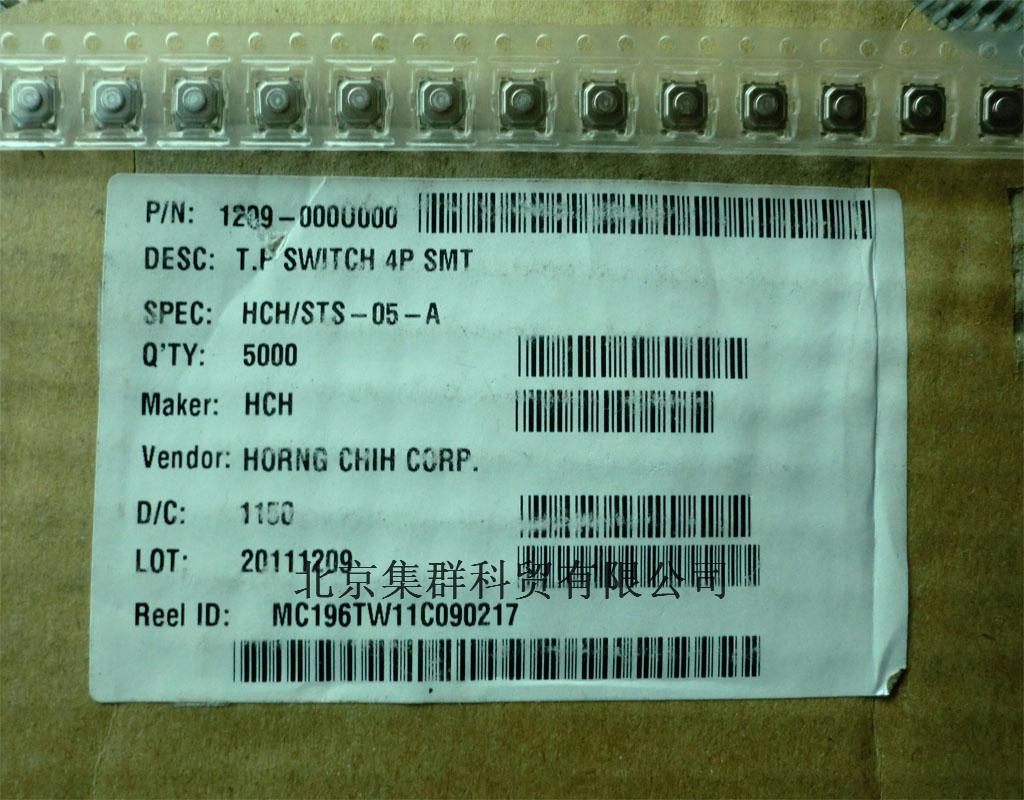 P/N: 1209-0000000
DESC: T.P SWITCH 4P SMT
SPEC: HCH/STS-05-A
Q'TY: 5000
Maker: HCH
Vendor: HORNG CHIH CORP.
D/C: 1150
LOT: 20111209
北京集群科贸有限公司
Reel ID: MC196TW11C090217